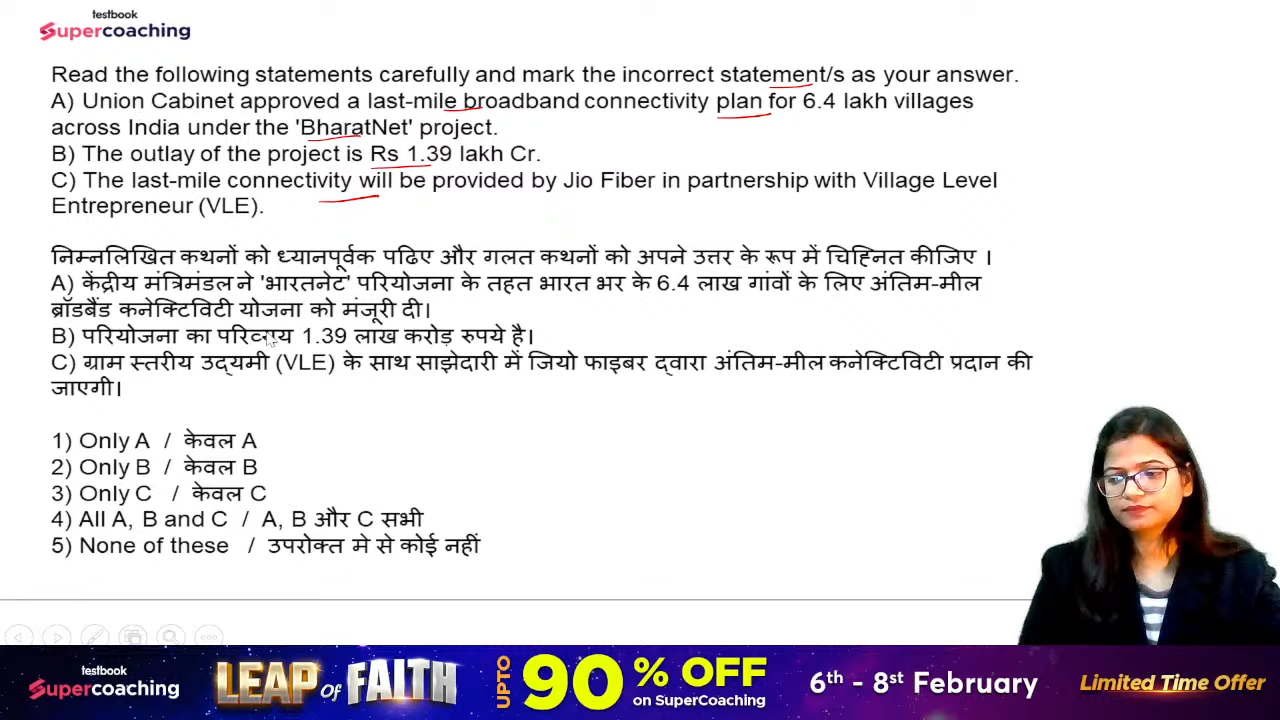 testbook
Supercoaching
Read the following statements carefully and mark the incorrect statement/s as your answer.
A) Union Cabinet approved a last-mile broadband connectivity plan for 6.4 lakh villages
across India under the 'BharatNet' project.
B) The outlay of the project is Rs 1.39 lakh Cr.
C) The last-mile connectivity will be provided by Jio Fiber in partnership with Village Level
Entrepreneur (VLE).
निम्नलिखित कथनों को ध्यानपूर्वक पढिए और गलत कथनों को अपने उत्तर के रूप में चिह्नित कीजिए ।
A) केंद्रीय मंत्रिमंडल ने 'भारतनेट' परियोजना के तहत भारत भर के 6.4 लाख गांवों के लिए अंतिम-मील
ब्रॉडबैंड कनेक्टिविटी योजना को मंजूरी दी।
B) परियोजना का परिव्यय 1.39 लाख करोड़ रुपये है।
C) ग्राम स्तरीय उद्यमी (VLE) के साथ साझेदारी में जियो फाइबर द्वारा अंतिम-मील कनेक्टिविटी प्रदान की
जाएगी।
1) Only A / केवल A
2) Only B / केवल B
3) Only C / केवल C
4) All A, B and C / A, B और C सभी
5) None of these / उपरोक्त मे से कोई नहीं
testbook
Supercoaching
LEAP OF FAITH
UPTO 90% OFF
on SuperCoaching
6th - 8st February
Limited Time Offer